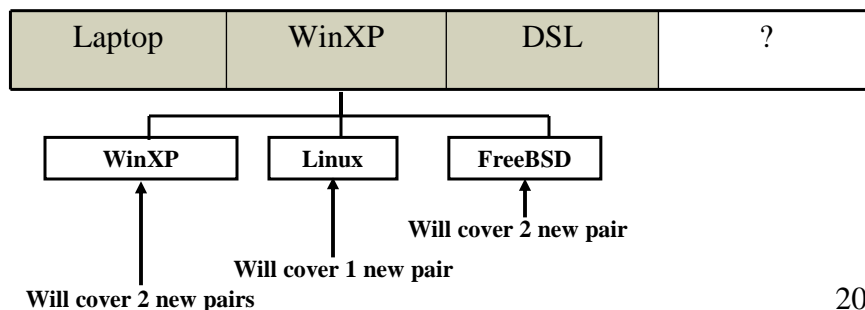 Laptop WinXP DSL ?
WinXP Linux FreeBSD
Will cover 2 new pair
Will cover 1 new pair
Will cover 2 new pairs
20